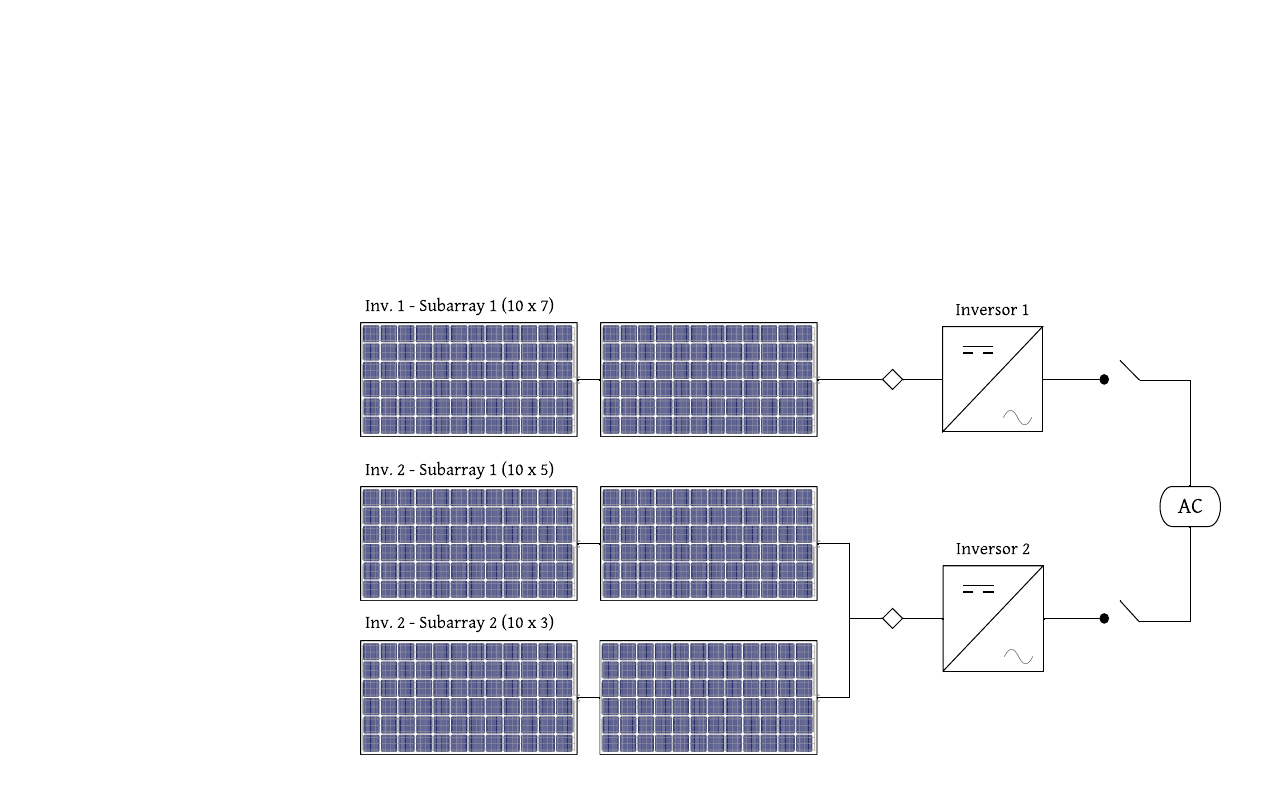 Inv. 1 - Subarray 1 (10 x 7)
Inversor 1
Inv. 2 - Subarray 1 (10 x 5)
AC
Inversor 2
Inv. 2 - Subarray 2 (10 x 3)